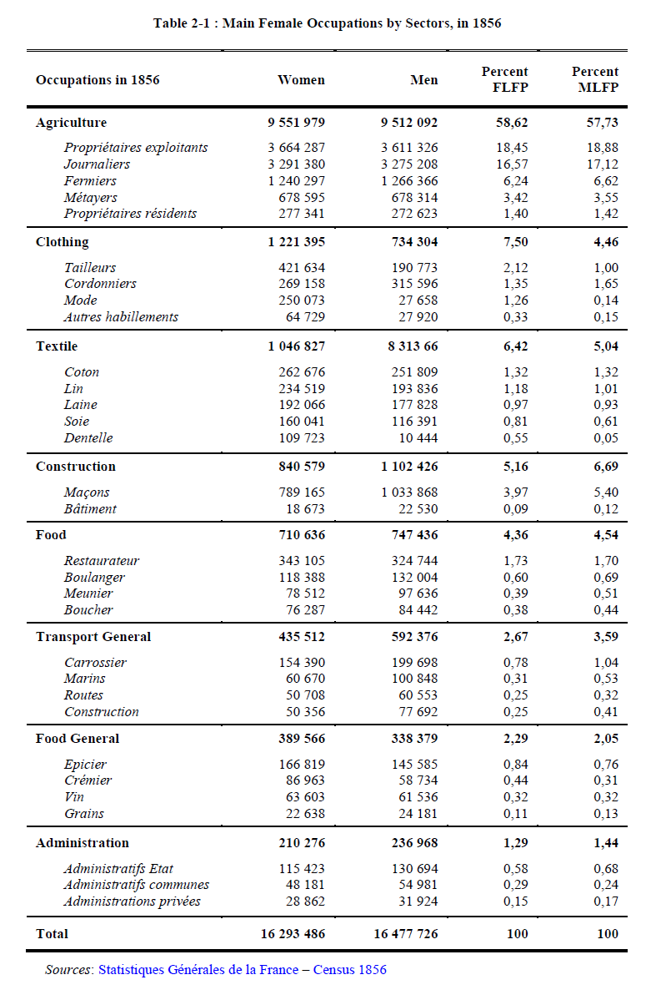 Table 2-1 : Main Female Occupations by Sectors, in 1856
Occupations in 1856 Women Men Percent FLFP Percent MLFP
Agriculture 9 551 979 9 512 092 58,62 57,73
Propriétaires exploitants 3 664 287 3 611 326 18,45 18,88
Journaliers 3 291 380 3 275 208 16,57 17,12
Fermiers 1 240 297 1 266 366 6,24 6,62
Métayers 678 595 678 314 3,42 3,55
Propriétaires résidents 277 341 272 623 1,40 1,42
Clothing 1 221 395 734 304 7,50 4,46
Tailleurs 421 634 190 773 2,12 1,00
Cordonniers 269 158 315 596 1,35 1,65
Mode 250 073 27 658 1,26 0,14
Autres habillements 64 729 27 920 0,33 0,15
Textile 1 046 827 8 313 66 6,42 5,04
Coton 262 676 251 809 1,32 1,32
Lin 234 519 193 836 1,18 1,01
Laine 192 066 177 828 0,97 0,93
Soie 160 041 116 391 0,81 0,61
Dentelle 109 723 10 444 0,55 0,05
Construction 840 579 1 102 426 5,16 6,69
Maçons 789 165 1 033 868 3,97 5,40
Bâtiment 18 673 22 530 0,09 0,12
Food 710 636 747 436 4,36 4,54
Restaurateur 343 105 324 744 1,73 1,70
Boulanger 118 388 132 004 0,60 0,69
Meunier 78 512 97 636 0,39 0,51
Boucher 76 287 84 442 0,38 0,44
Transport General 435 512 592 376 2,67 3,59
Carrossier 154 390 199 698 0,78 1,04
Marins 60 670 100 848 0,31 0,53
Routes 50 708 60 553 0,25 0,32
Construction 50 356 77 692 0,25 0,41
Food General 389 566 338 379 2,29 2,05
Epicier 166 819 145 585 0,84 0,76
Crémier 86 963 58 734 0,44 0,31
Vin 63 603 61 536 0,32 0,32
Grains 22 638 24 181 0,11 0,13
Administration 210 276 236 968 1,29 1,44
Administratifs Etat 115 423 130 694 0,58 0,68
Administratifs communes 48 181 54 981 0,29 0,24
Administrations privées 28 862 31 924 0,15 0,17
Total 16 293 486 16 477 726 100 100
Sources: Statistiques Générales de la France – Census 1856